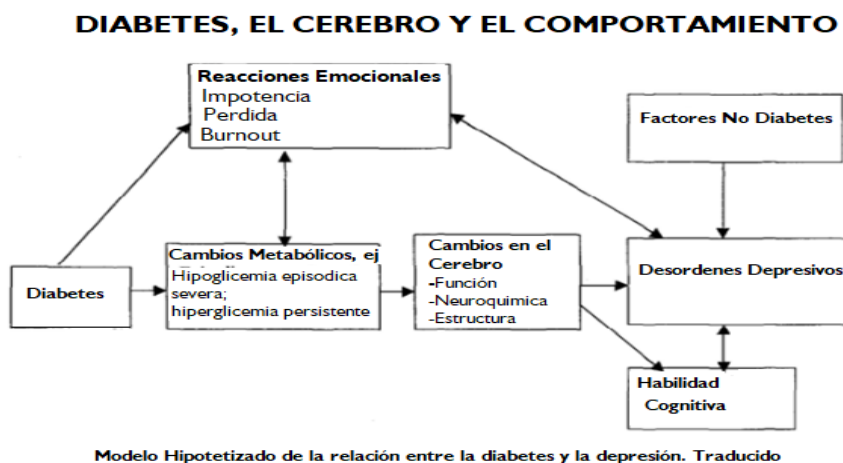 DIABETES, EL CEREBRO Y EL COMPORTAMIENTO
Reacciones Emocionales
Impotencia
Perdida
Burnout
Factores No Diabetes
Diabetes
Cambios Metabólicos, ej
Hipoglicemia episodica
severa;
hiperglicemia persistente
Cambios en el
Cerebro
-Función
-Neuroquimica
-Estructura
Desordenes Depresivos
Habilidad
Cognitiva
Modelo Hipotetizado de la relación entre la diabetes y la depresión. Traducido